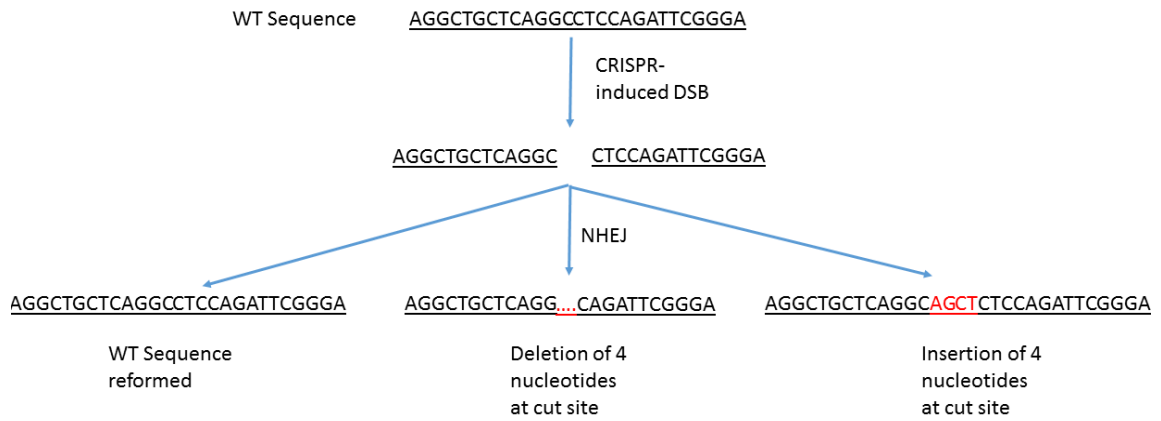 WT Sequence AGGCTGCTCAGGCCTCCAGATTCGGGA
CRISPR-
induced DSB
AGGCTGCTCAGGC CTCCAGATTCGGGA
NHEJ
AGGCTGCTCAGGCCTCCAGATTCGGGA
AGGCTGCTCAGG....CAGATTCGGGA
AGGCTGCTCAGGCAGCTCTCCAGATTCGGGA
WT Sequence
reformed
Deletion of 4
nucleotides
at cut site
Insertion of 4
nucleotides
at cut site